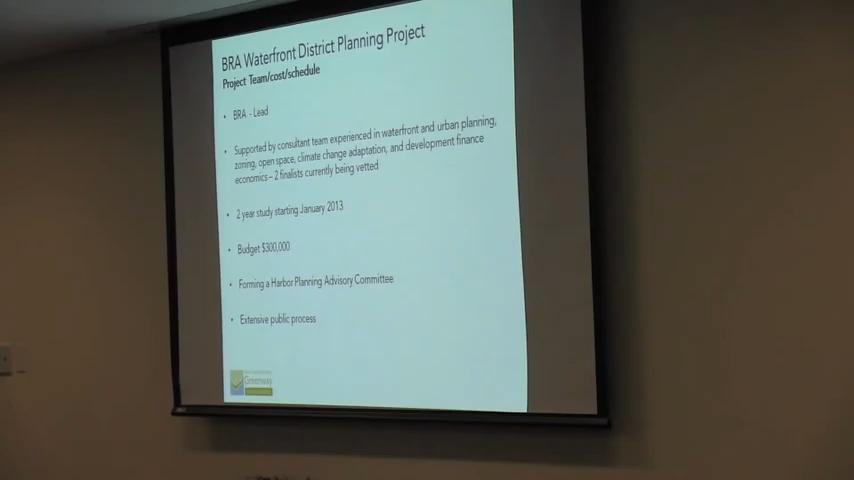 BRA Waterfront District Planning Project
Project Team/cost/schedule
• BRA - Lead
• Supported by consultant team experienced in waterfront and urban planning,
zoning, open space, climate change adaptation, and development finance
economics – 2 finalists currently being vetted
• 2 year study starting January 2013
• Budget $300,000
• Forming a Harbor Planning Advisory Committee
• Extensive public process
Greenway